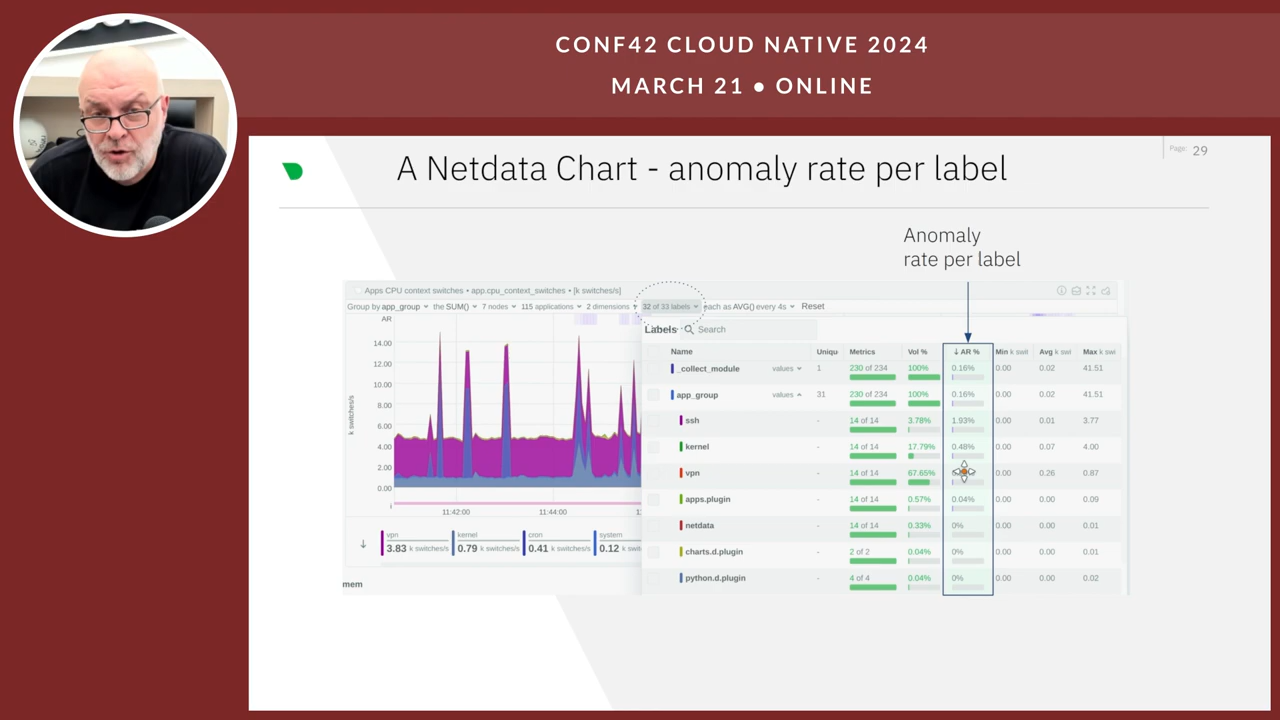 CONF42 CLOUD NATIVE 2024
MARCH 21 ● ONLINE
A Netdata Chart - anomaly rate per label
Page: 29
Anomaly
rate per label
Apps CPU context switches • app.cpu_context_switches • [k switches/s]
Group by app_group the SUM() 7 nodes 115 applications 2 dimensions 32 of 33 labels each as AVG() every 4s Reset
AR
Labels Search
Name Uniqu Metrics Vol % ↓ AR % Min k swi Avg k swi Max k swi
_collect_module values 1 230 of 234 100% 0.16% 0.00 0.02 41.51
app_group values 31 230 of 234 100% 0.16% 0.00 0.02 41.51
ssh - 14 of 14 3.78% 1.93% 0.00 0.01 3.77
kernel - 14 of 14 17.79% 0.48% 0.00 0.07 4.00
vpn - 14 of 14 67.65% 0.00 0.26 0.87
apps.plugin - 14 of 14 0.57% 0.04% 0.00 0.00 0.09
netdata - 14 of 14 0.33% 0% 0.00 0.00 0.01
charts.d.plugin - 2 of 2 0.04% 0% 0.00 0.00 0.01
python.d.plugin - 4 of 4 0.04% 0% 0.00 0.00 0.02
k switches/s
14.00
12.00
10.00
8.00
6.00
4.00
2.00
0.00
11:42:00 11:44:00
vpn kernel cron system
3.83 k switches/s 0.79 k switches/s 0.41 k switches/s 0.12 k swit
mem